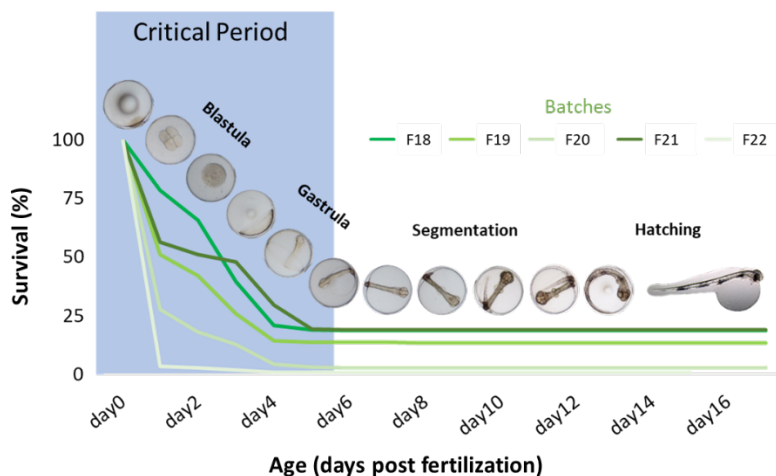 Critical Period
Blastula
Gastrula
Segmentation
Hatching
Batches
F18 F19 F20 F21 F22
Survival (%)
100
75
50
25
0
day0 day2 day4 day6 day8 day10 day12 day14 day16
Age (days post fertilization)